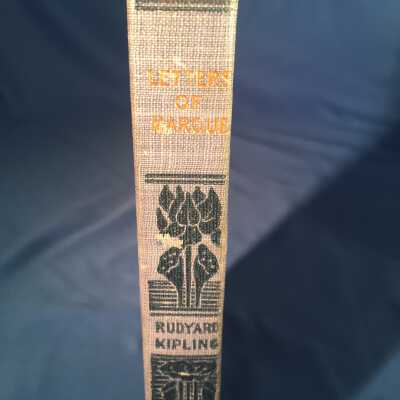 LETTERS
OF
MARQUE
RUDYARD
KIPLING